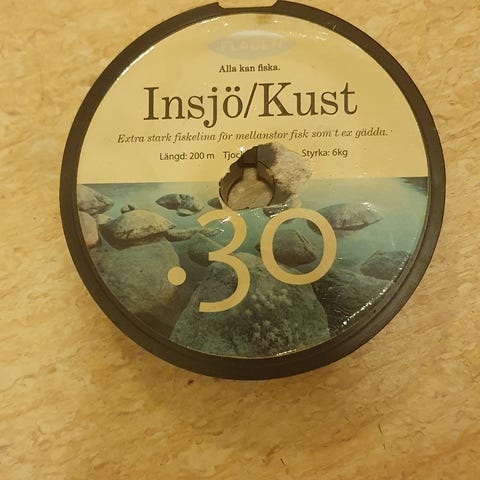 FLADEN
Alla kan fiska.
Insjö/Kust
Extra stark fiskelina för mellanstor fisk som t ex gädda.
Längd: 200 m Styrka: 6kg
.30